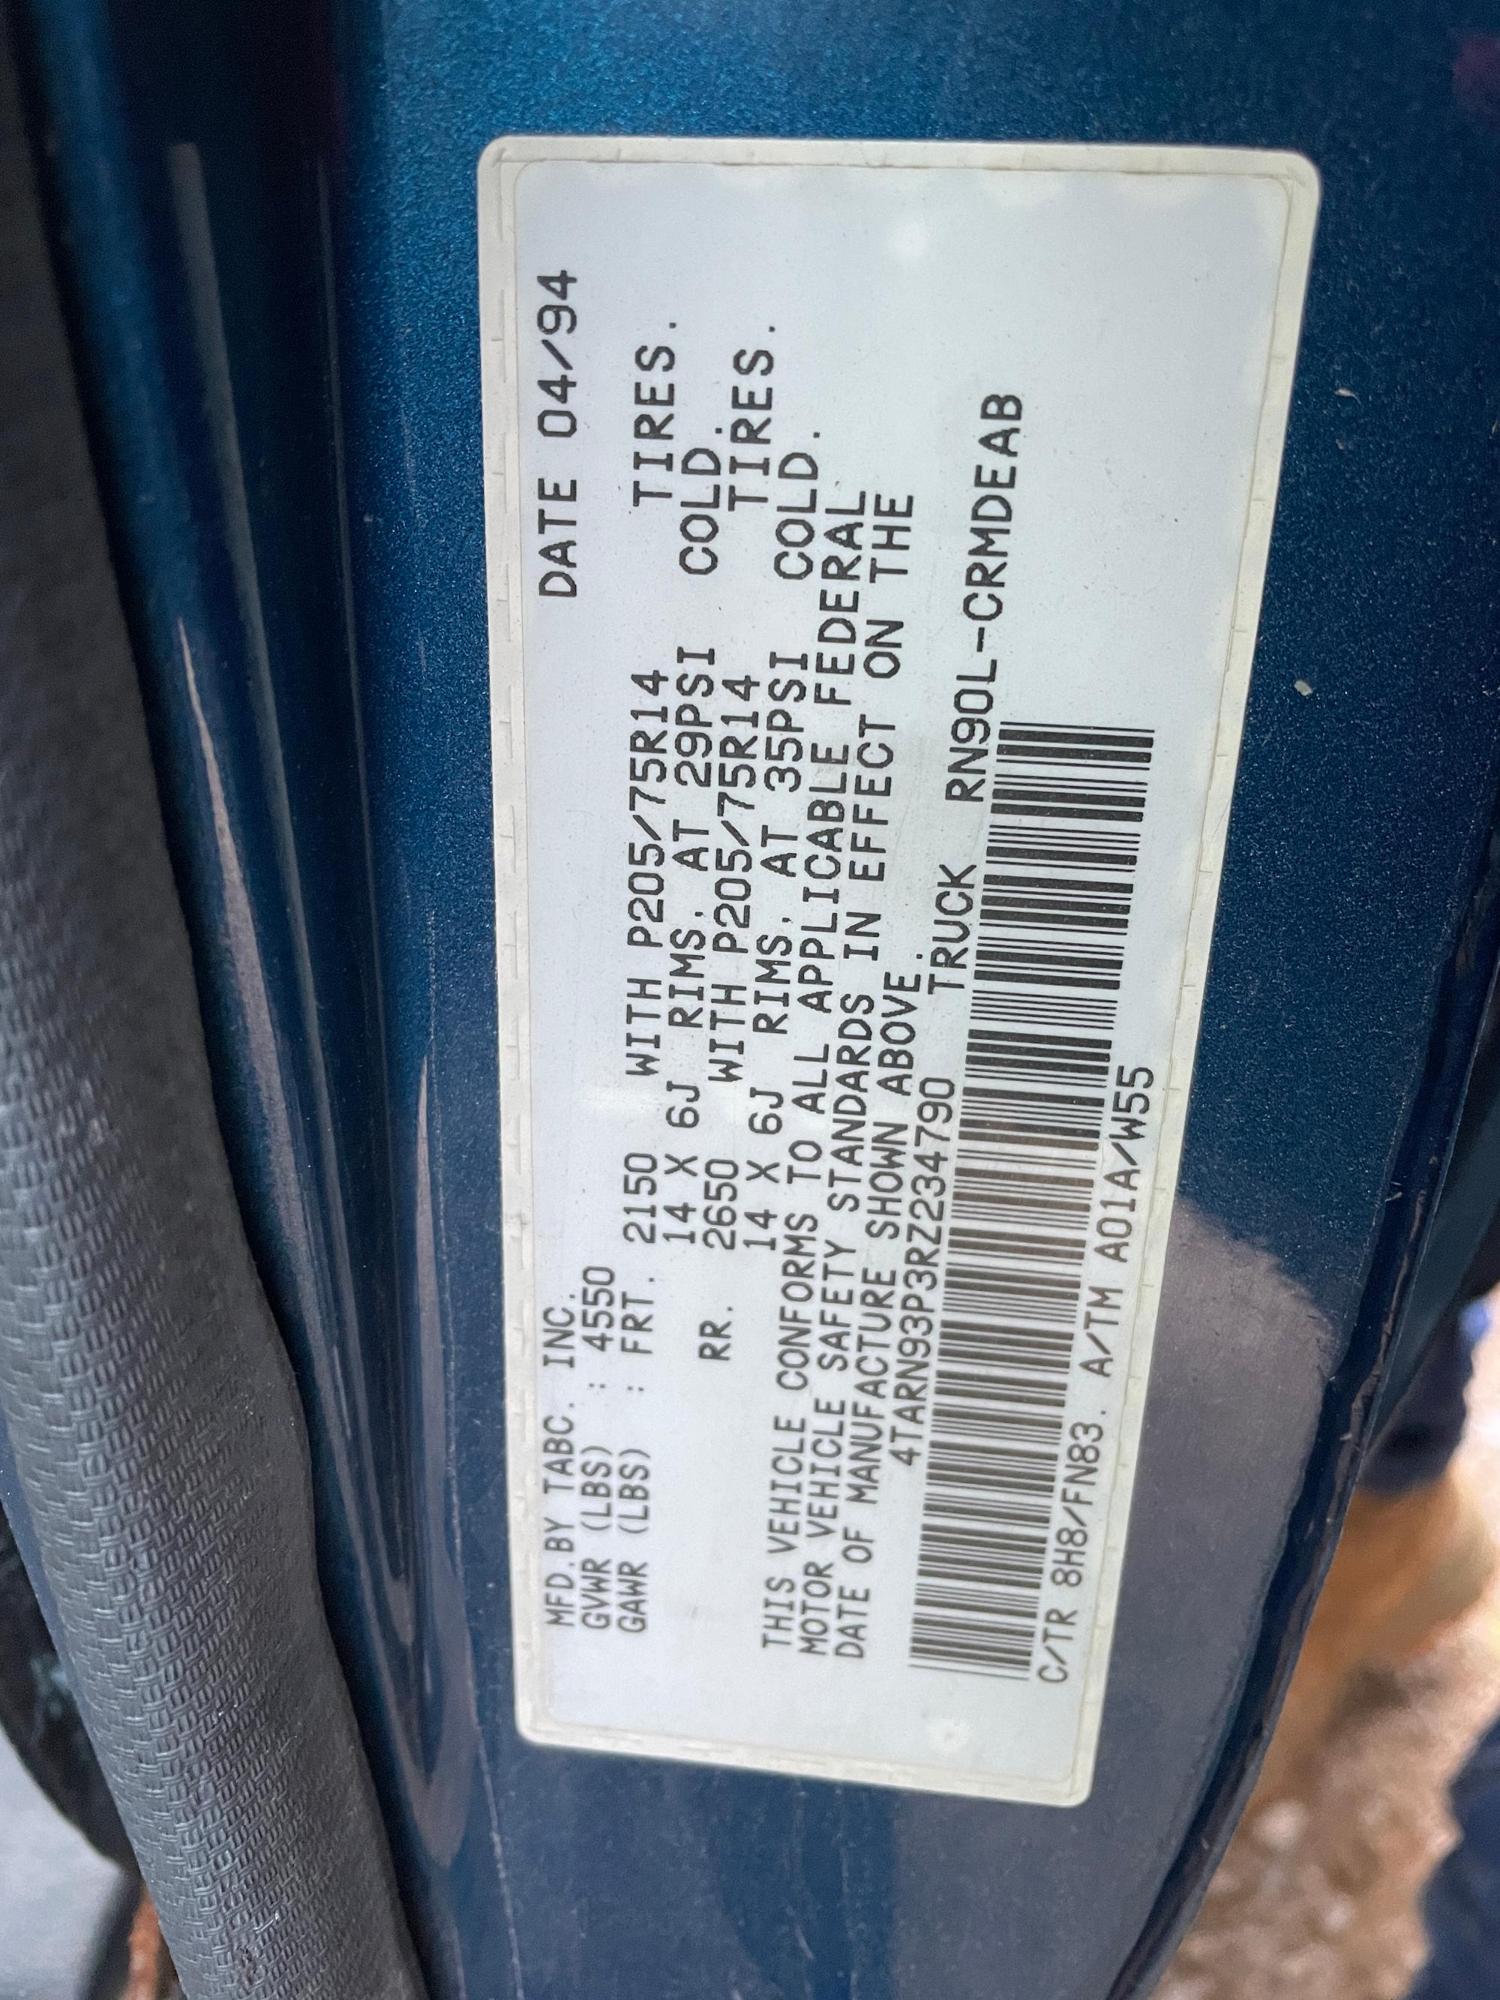 MFD.BY TABC. INC. DATE 04/94
GVWR (LBS) : 4550
GAWR (LBS) : FRT. 2150 WITH P205/75R14 TIRES.
14 X 6J RIMS, AT 29PSI COLD.
RR. 2650 WITH P205/75R14 TIRES.
14 X 6J RIMS, AT 35PSI COLD.
THIS VEHICLE CONFORMS TO ALL APPLICABLE FEDERAL
MOTOR VEHICLE SAFETY STANDARDS IN EFFECT ON THE
DATE OF MANUFACTURE SHOWN ABOVE.
4TARN93P3RZ234790 TRUCK RN90L-CRMDEAB
C/TR 8H8/FN83. A/TM A01A/W55